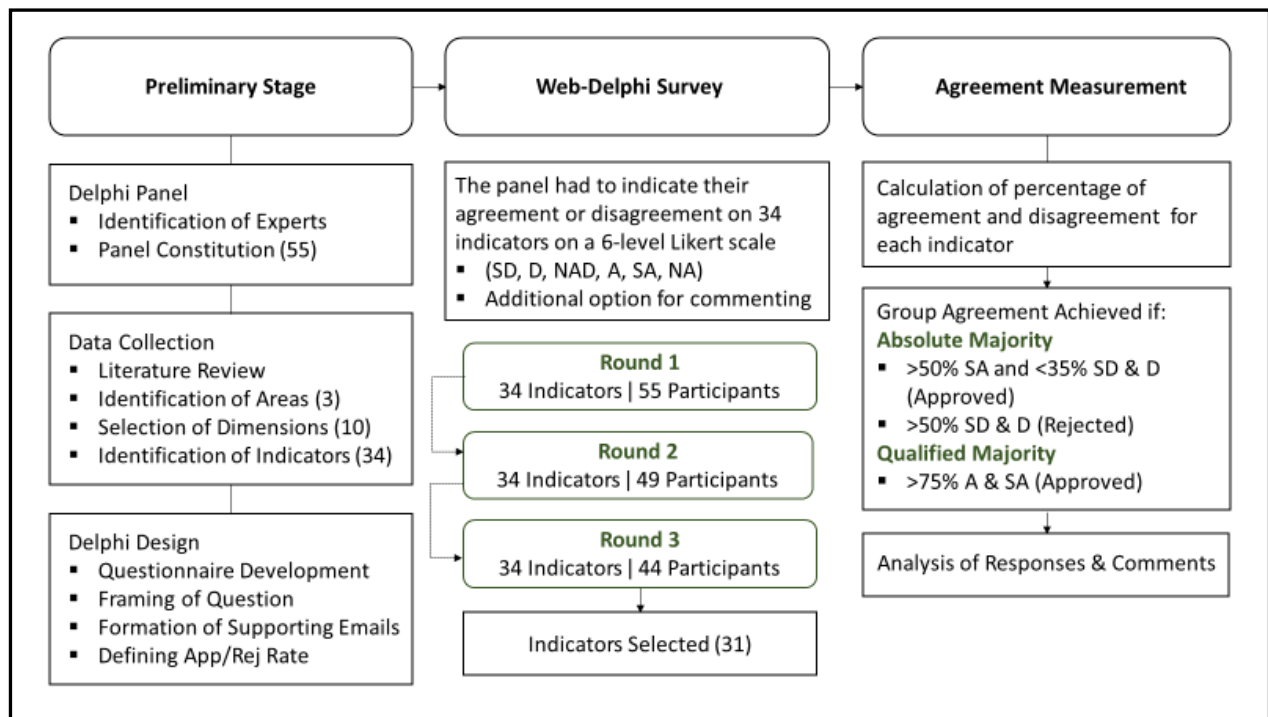 Preliminary Stage
Delphi Panel
▪ Identification of Experts
▪ Panel Constitution (55)
Data Collection
▪ Literature Review
▪ Identification of Areas (3)
▪ Selection of Dimensions (10)
▪ Identification of Indicators (34)
Delphi Design
▪ Questionnaire Development
▪ Framing of Question
▪ Formation of Supporting Emails
▪ Defining App/Rej Rate
Web-Delphi Survey
The panel had to indicate their
agreement or disagreement on 34
indicators on a 6-level Likert scale
▪ (SD, D, NAD, A, SA, NA)
▪ Additional option for commenting
Round 1
34 Indicators | 55 Participants
Round 2
34 Indicators | 49 Participants
Round 3
34 Indicators | 44 Participants
Indicators Selected (31)
Agreement Measurement
Calculation of percentage of
agreement and disagreement for
each indicator
Group Agreement Achieved if:
Absolute Majority
▪ >50% SA and <35% SD & D
(Approved)
▪ >50% SD & D (Rejected)
Qualified Majority
▪ >75% A & SA (Approved)
Analysis of Responses & Comments